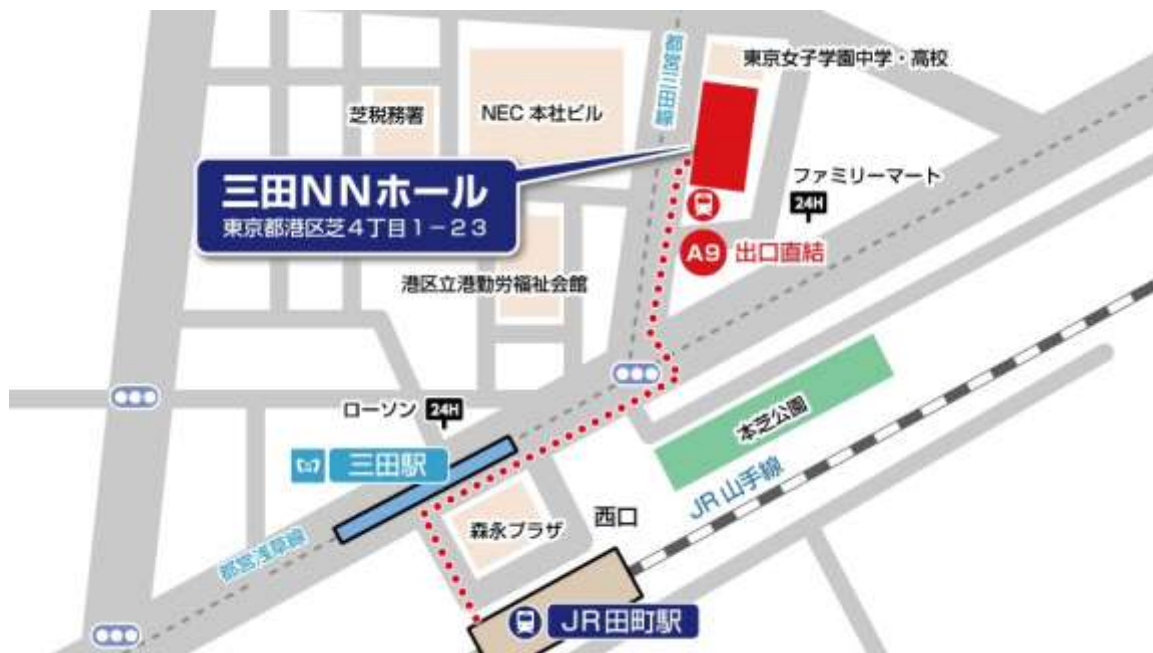 東京女子学園中学・高校
都営三田線
芝税務署
NEC 本社ビル
三田NNホール
東京都港区芝4丁目1-23
ファミリーマート
24H
A9 出口直結
港区立港勤労福祉会館
ローソン 24H
本芝公園
三田駅
JR 山手線
西口
森永プラザ
都営浅草線
JR田町駅